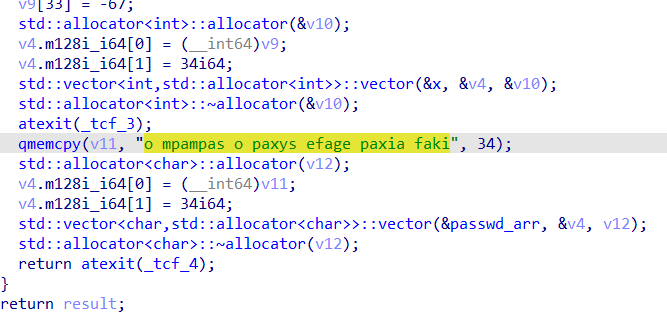 v9[33] = -67;
std::allocator<int>::allocator(&v10);
v4.m128i_i64[0] = (__int64)v9;
v4.m128i_i64[1] = 34i64;
std::vector<int,std::allocator<int>>::vector(&x, &v4, &v10);
std::allocator<int>::~allocator(&v10);
atexit(_tcf_3);
qmemcpy(v11, "o mpampas o paxys efage paxia faki", 34);
std::allocator<char>::allocator(v12);
v4.m128i_i64[0] = (__int64)v11;
v4.m128i_i64[1] = 34i64;
std::vector<char,std::allocator<char>>::vector(&passwd_arr, &v4, v12);
std::allocator<char>::~allocator(v12);
return atexit(_tcf_4);
}
return result;